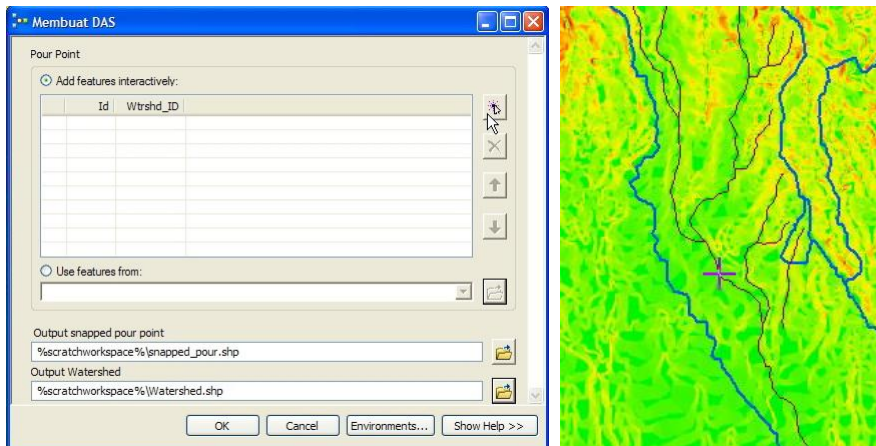 Membuat DAS
Pour Point
Add features interactively:
Id Wtrshd_ID
Use features from:
Output snapped pour point
%scratchworkspace%\snapped_pour.shp
Output Watershed
%scratchworkspace%\Watershed.shp
OK Cancel Environments... Show Help >>